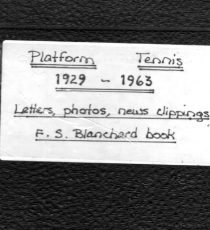 Platform Tennis
1929 - 1963
Letters, photos, news clippings
F. S. Blanchard book